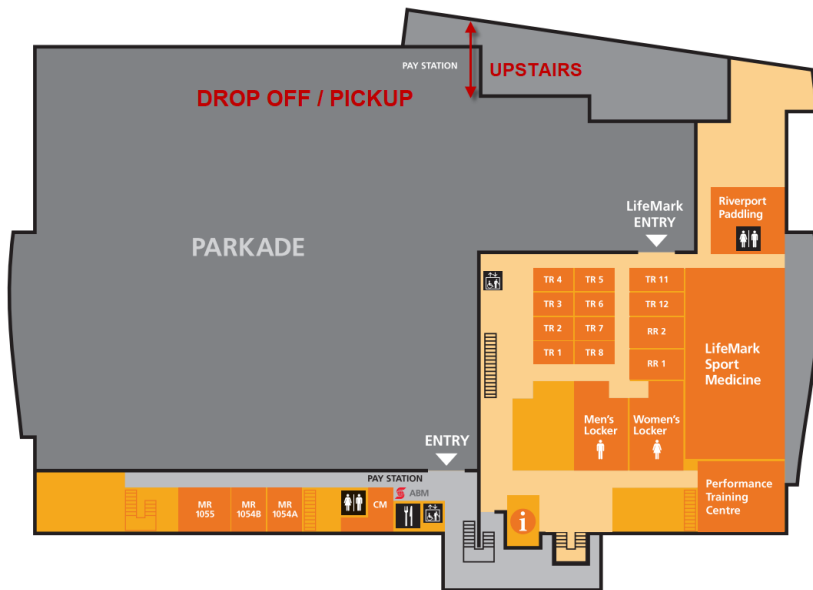 PAY STATION
UPSTAIRS
DROP OFF / PICKUP
Riverport
Paddling
LifeMark
ENTRY
PARKADE
TR 4
TR 5
TR 11
TR 3
TR 6
TR 12
TR 2
TR 7
RR 2
TR 1
TR 8
RR 1
LifeMark
Sport
Medicine
Men's
Locker
Women's
Locker
ENTRY
PAY STATION
ABM
MR
1055
MR
1054B
MR
1054A
CM
i
Performance
Training
Centre